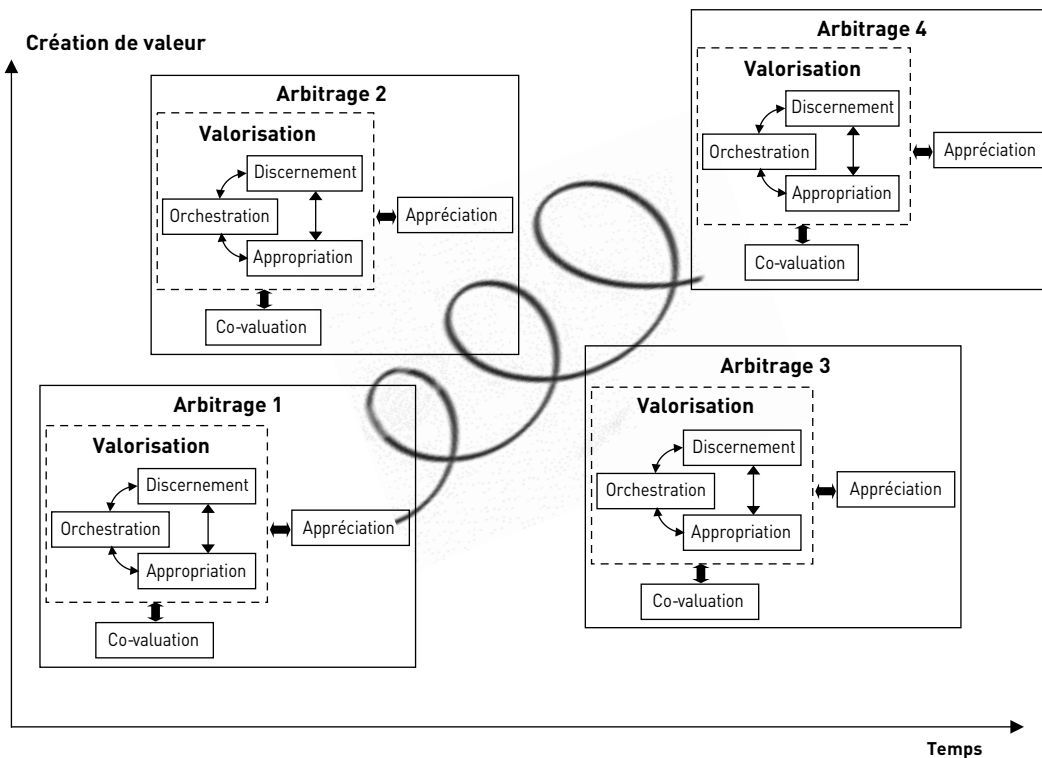 Création de valeur
Arbitrage 4
Valorisation
Discernement
Orchestration
Appréciation
Appropriation
Co-valuation
Arbitrage 2
Valorisation
Discernement
Orchestration
Appréciation
Appropriation
Co-valuation
Arbitrage 3
Valorisation
Discernement
Orchestration
Appréciation
Appropriation
Co-valuation
Arbitrage 1
Valorisation
Discernement
Orchestration
Appréciation
Appropriation
Co-valuation
Temps